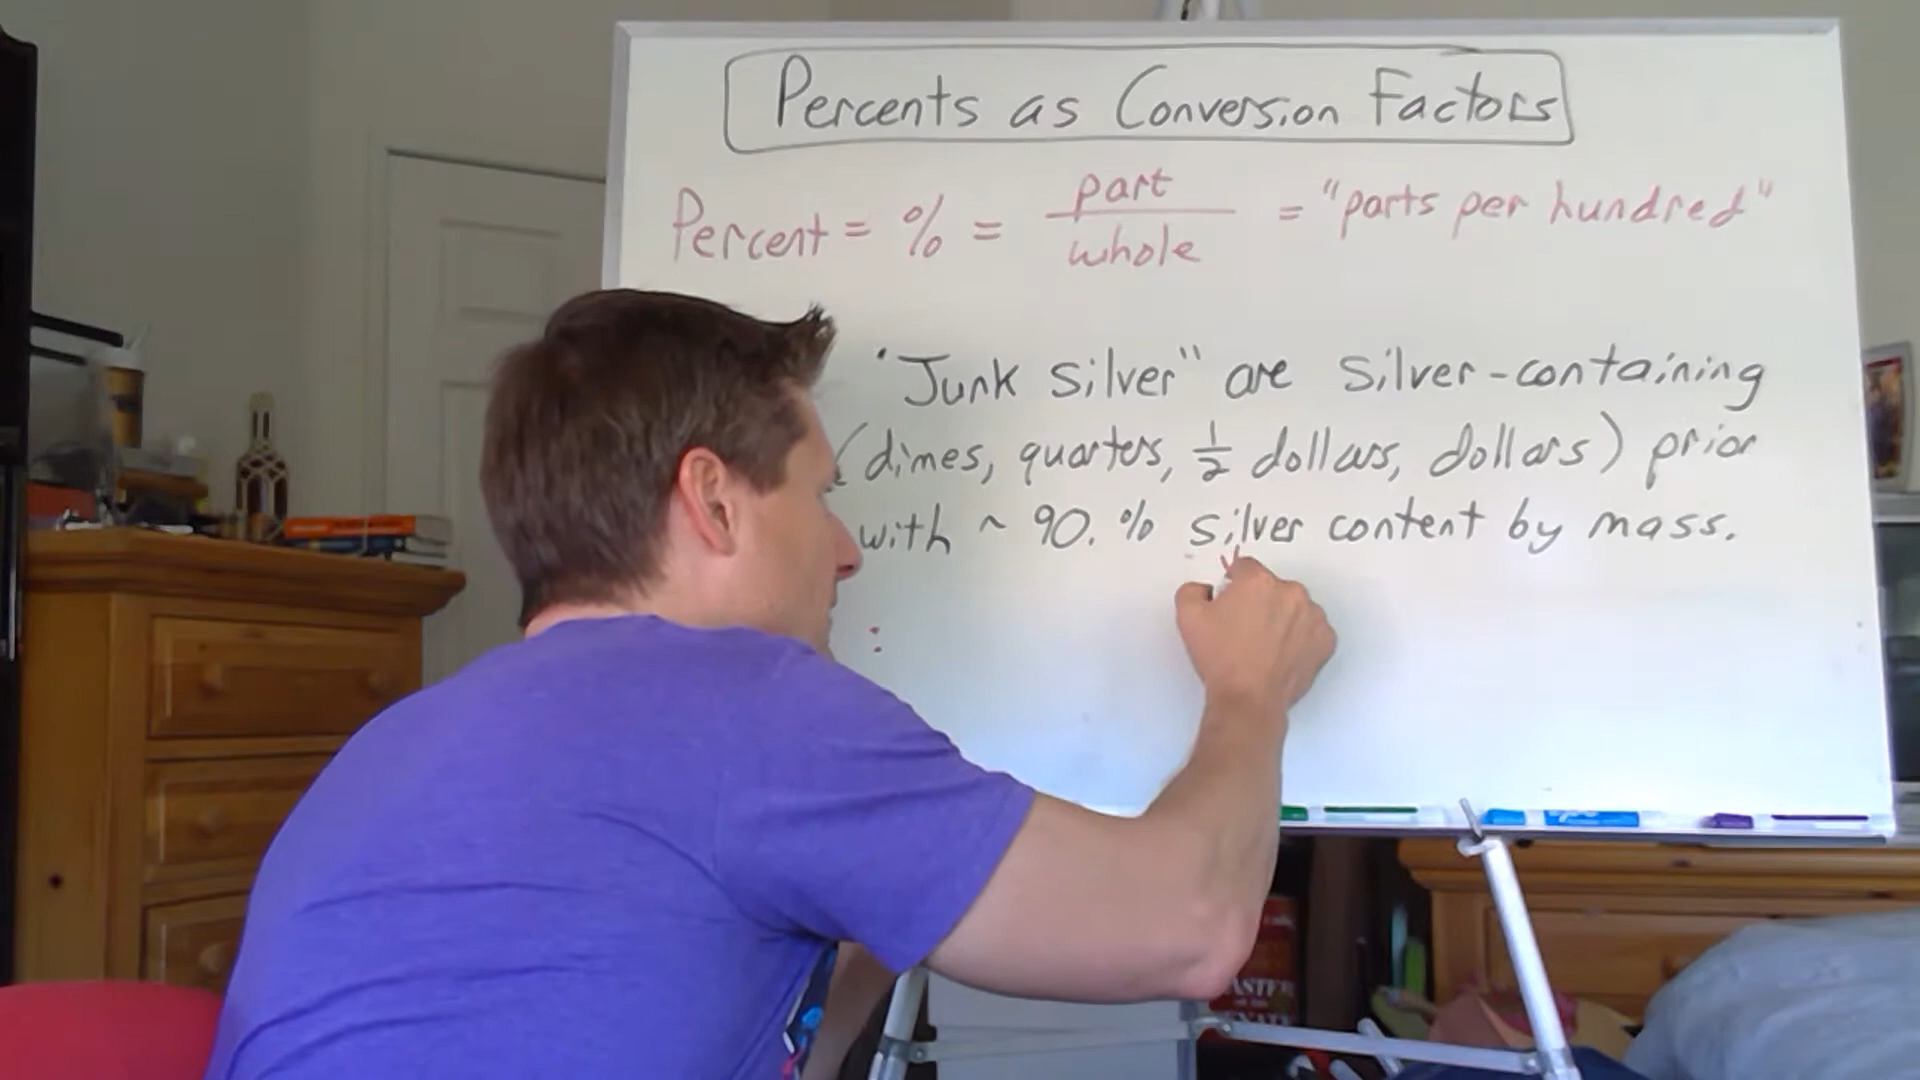 Percents as Conversion Factors
Percent = % = part / whole = "parts per hundred"
"Junk silver" are silver-containing
(dimes, quarters, 1/2 dollars, dollars) prior
with ~ 90. % silver content by mass.
: